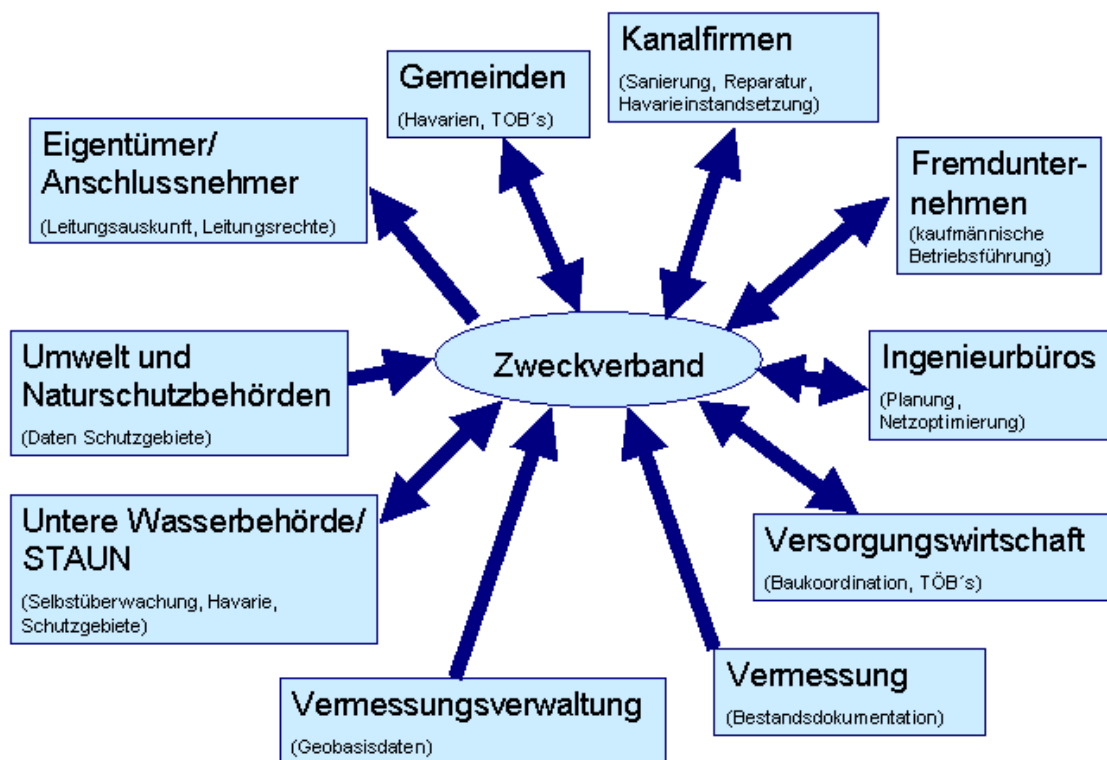 Kanalfirmen
(Sanierung, Reparatur,
Havarieinstandsetzung)
Gemeinden
(Havarien, TOB´s)
Eigentümer/
Anschlussnehmer
(Leitungsauskunft, Leitungsrechte)
Fremdunter-
nehmen
(kaufmännische
Betriebsführung)
Umwelt und
Naturschutzbehörden
(Daten Schutzgebiete)
Zweckverband
Ingenieurbüros
(Planung,
Netzoptimierung)
Untere Wasserbehörde/
STAUN
(Selbstüberwachung, Havarie,
Schutzgebiete)
Versorgungswirtschaft
(Baukoordination, TÖB´s)
Vermessungsverwaltung
(Geobasisdaten)
Vermessung
(Bestandsdokumentation)